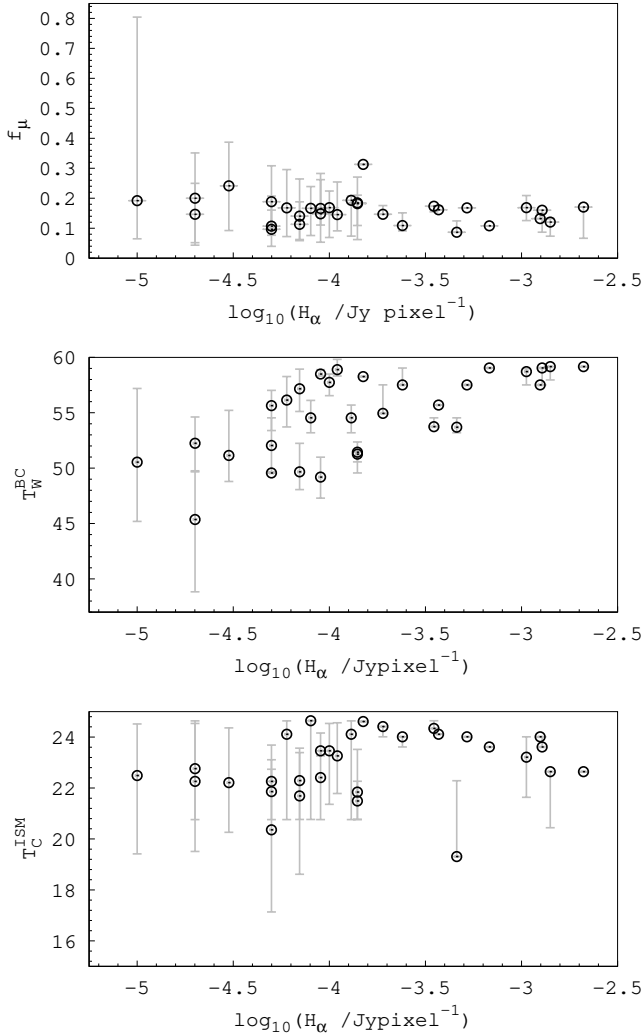 0.8
0.7
0.6
0.5
0.4
0.3
0.2
0.1
0
f_μ
-5 -4.5 -4 -3.5 -3 -2.5
log₁₀(H_α /Jy pixel⁻¹)
60
55
50
45
40
T_W^BC
-5 -4.5 -4 -3.5 -3 -2.5
log₁₀(H_α /Jypixel⁻¹)
24
22
20
18
16
T_C^ISM
-5 -4.5 -4 -3.5 -3 -2.5
log₁₀(H_α /Jypixel⁻¹)